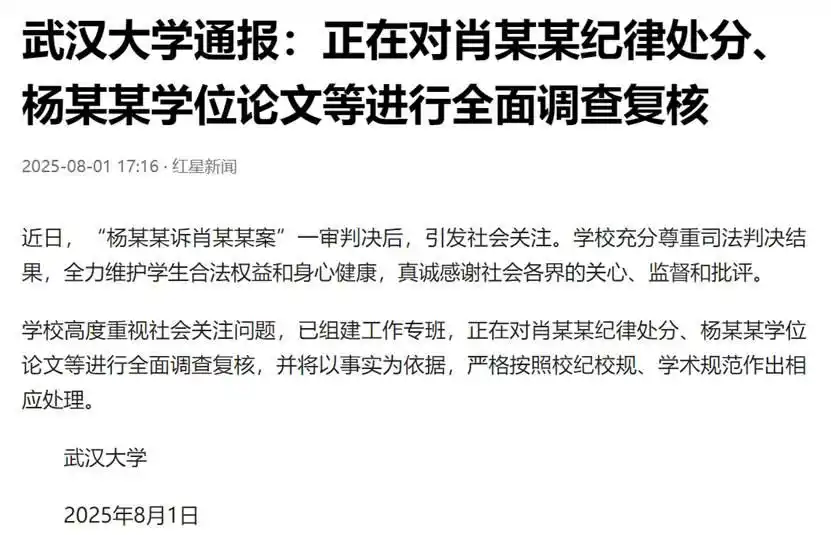 武汉大学通报：正在对肖某某纪律处分、
杨某某学位论文等进行全面调查复核
2025-08-01 17:16 · 红星新闻
近日，“杨某某诉肖某某案”一审判决后，引发社会关注。学校充分尊重司法判决结
果，全力维护学生合法权益和身心健康，真诚感谢社会各界的关心、监督和批评。
学校高度重视社会关注问题，已组建工作专班，正在对肖某某纪律处分、杨某某学位
论文等进行全面调查复核，并将以事实为依据，严格按照校纪校规、学术规范作出相
应处理。
武汉大学
2025年8月1日